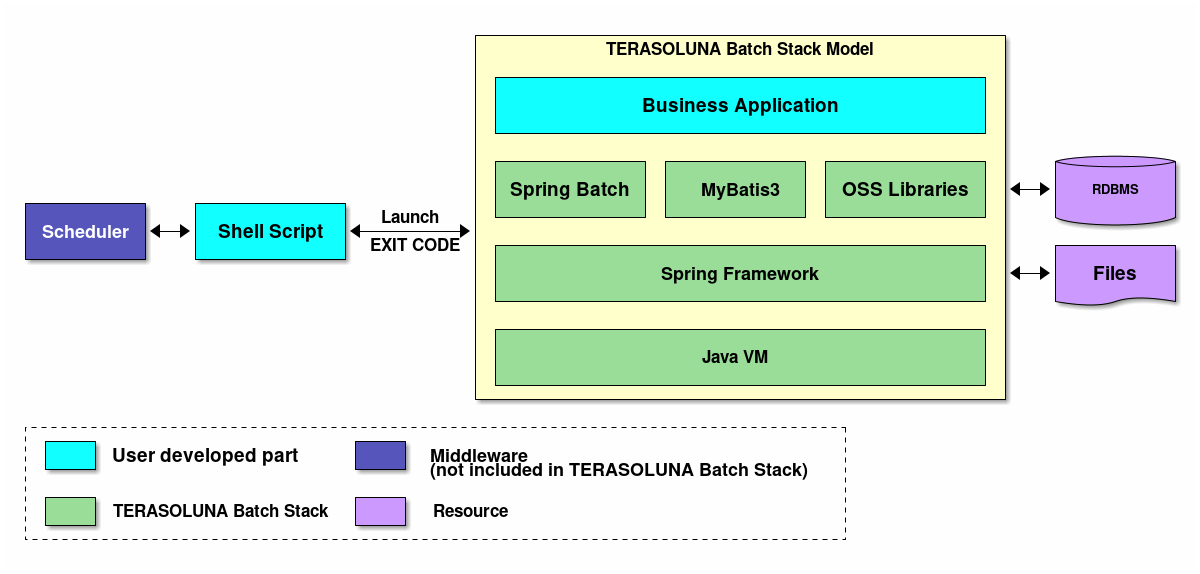 TERASOLUNA Batch Stack Model
Business Application
Spring Batch
MyBatis3
OSS Libraries
RDBMS
Scheduler
Shell Script
Launch
EXIT CODE
Spring Framework
Files
Java VM
User developed part
Middleware
(not included in TERASOLUNA Batch Stack)
TERASOLUNA Batch Stack
Resource